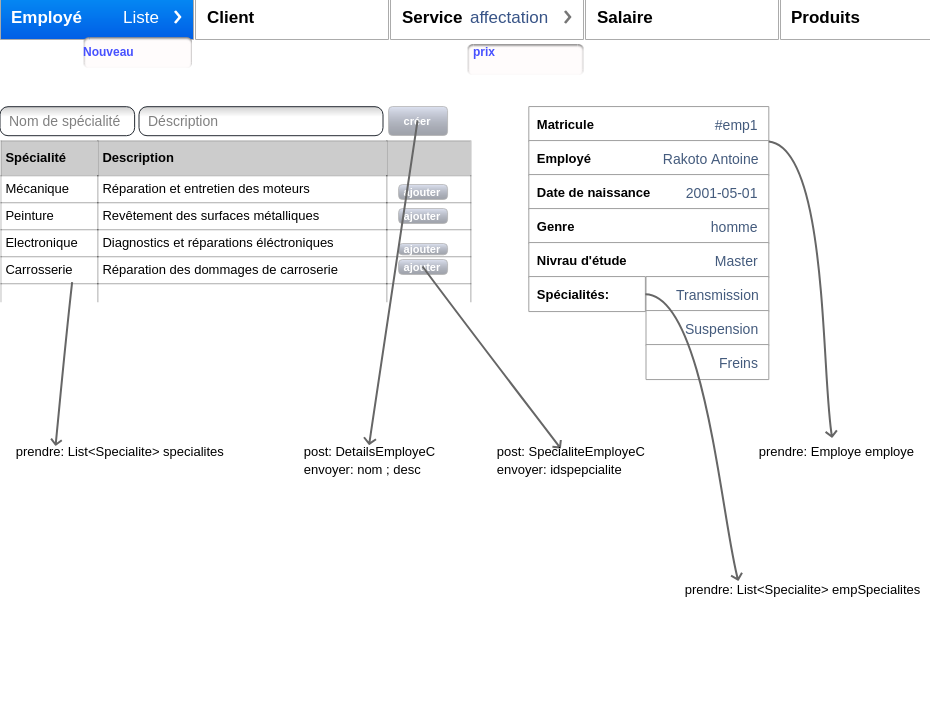 Employé Liste Client Service affectation Salaire Produits
Nouveau prix
Nom de spécialité Déscription créer
Spécialité Description
Mécanique Réparation et entretien des moteurs ajouter
Peinture Revêtement des surfaces métalliques ajouter
Electronique Diagnostics et réparations éléctroniques ajouter
Carrosserie Réparation des dommages de carroserie ajouter
Matricule #emp1
Employé Rakoto Antoine
Date de naissance 2001-05-01
Genre homme
Nivrau d'étude Master
Spécialités: Transmission
Suspension
Freins
prendre: List<Specialite> specialites
post: DetailsEmployeC
envoyer: nom ; desc
post: SpecialiteEmployeC
envoyer: idspepcialite
prendre: Employe employe
prendre: List<Specialite> empSpecialites